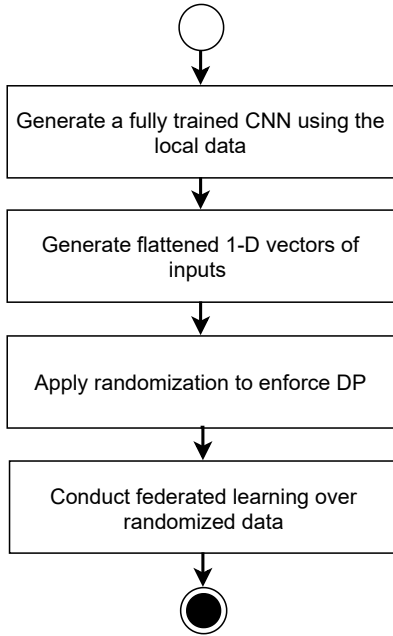 Generate a fully trained CNN using the
local data
Generate flattened 1-D vectors of
inputs
Apply randomization to enforce DP
Conduct federated learning over
randomized data